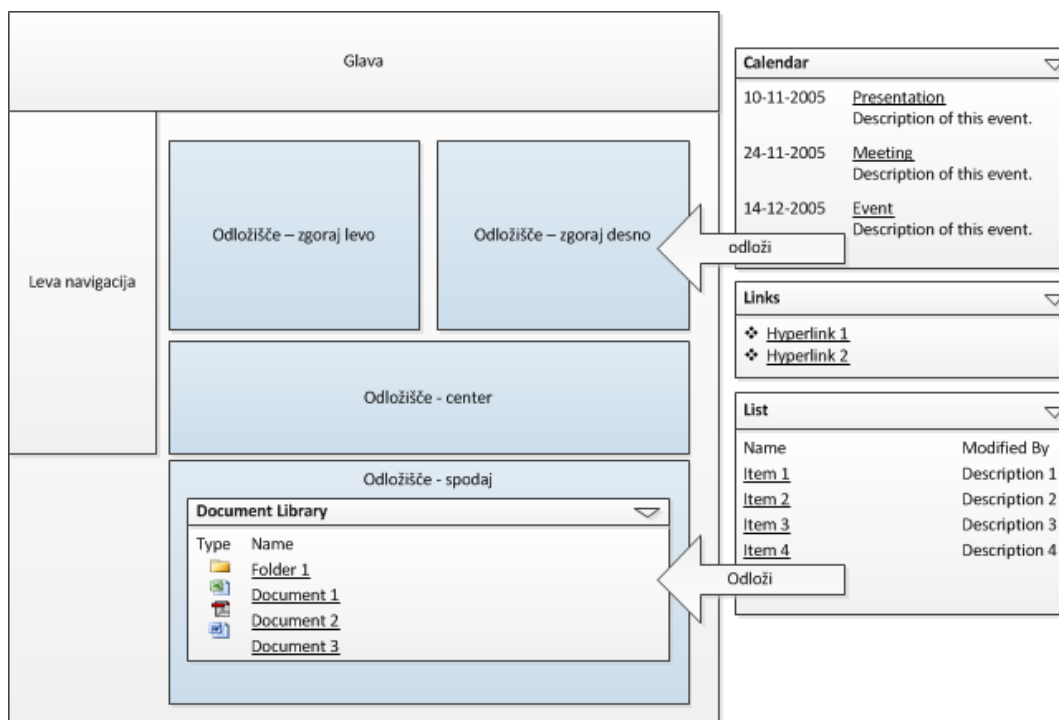 Glava
Leva navigacija
Odložišče – zgoraj levo
Odložišče – zgoraj desno
Odložišče - center
Odložišče - spodaj
Document Library
Type Name
Folder 1
Document 1
Document 2
Document 3
Calendar
10-11-2005 Presentation
Description of this event.
24-11-2005 Meeting
Description of this event.
14-12-2005 Event
Description of this event.
odloži
Links
❖ Hyperlink 1
❖ Hyperlink 2
List
Name Modified By
Item 1 Description 1
Item 2 Description 2
Item 3 Description 3
Item 4 Description 4
Odloži